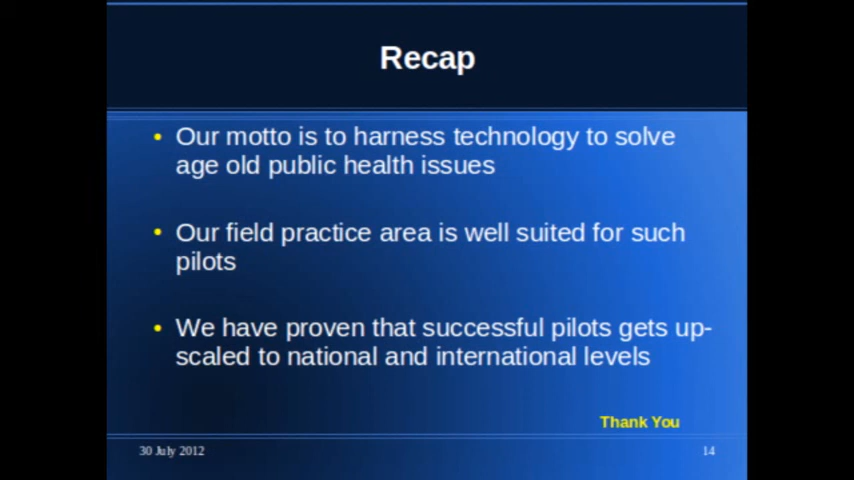 Recap
• Our motto is to harness technology to solve
age old public health issues
• Our field practice area is well suited for such
pilots
• We have proven that successful pilots gets up-
scaled to national and international levels
Thank You
30 July 2012
14